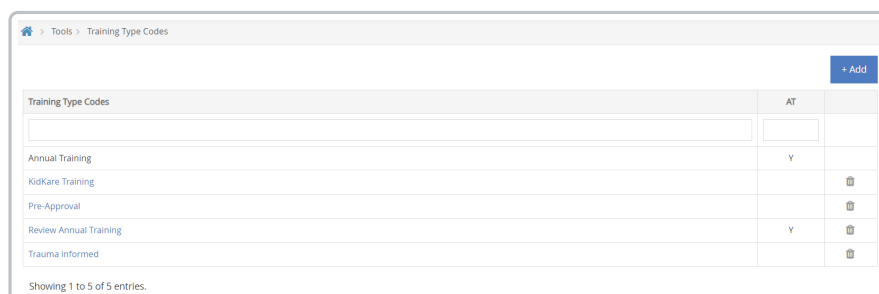 > Tools > Training Type Codes
+ Add
Training Type Codes AT
Annual Training Y
KidKare Training
Pre-Approval
Review Annual Training Y
Trauma Informed
Showing 1 to 5 of 5 entries.